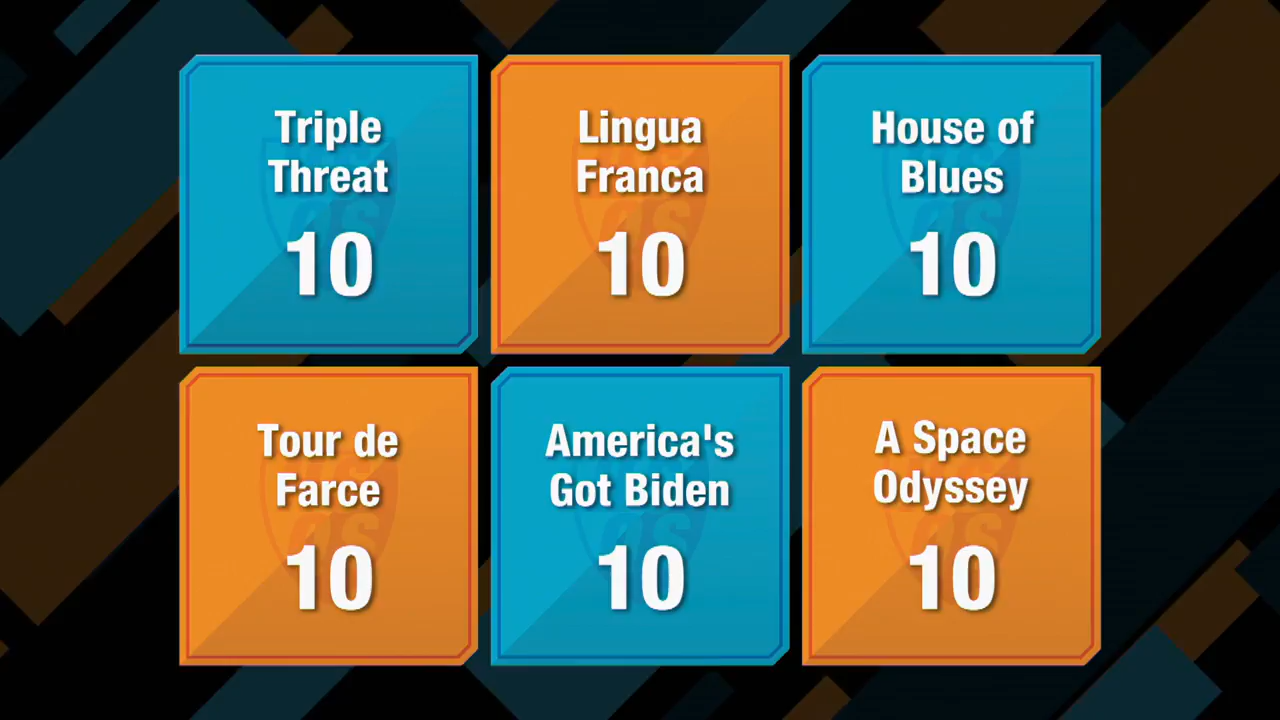 Triple
Threat
10
Lingua
Franca
10
House of
Blues
10
Tour de
Farce
10
America's
Got Biden
10
A Space
Odyssey
10